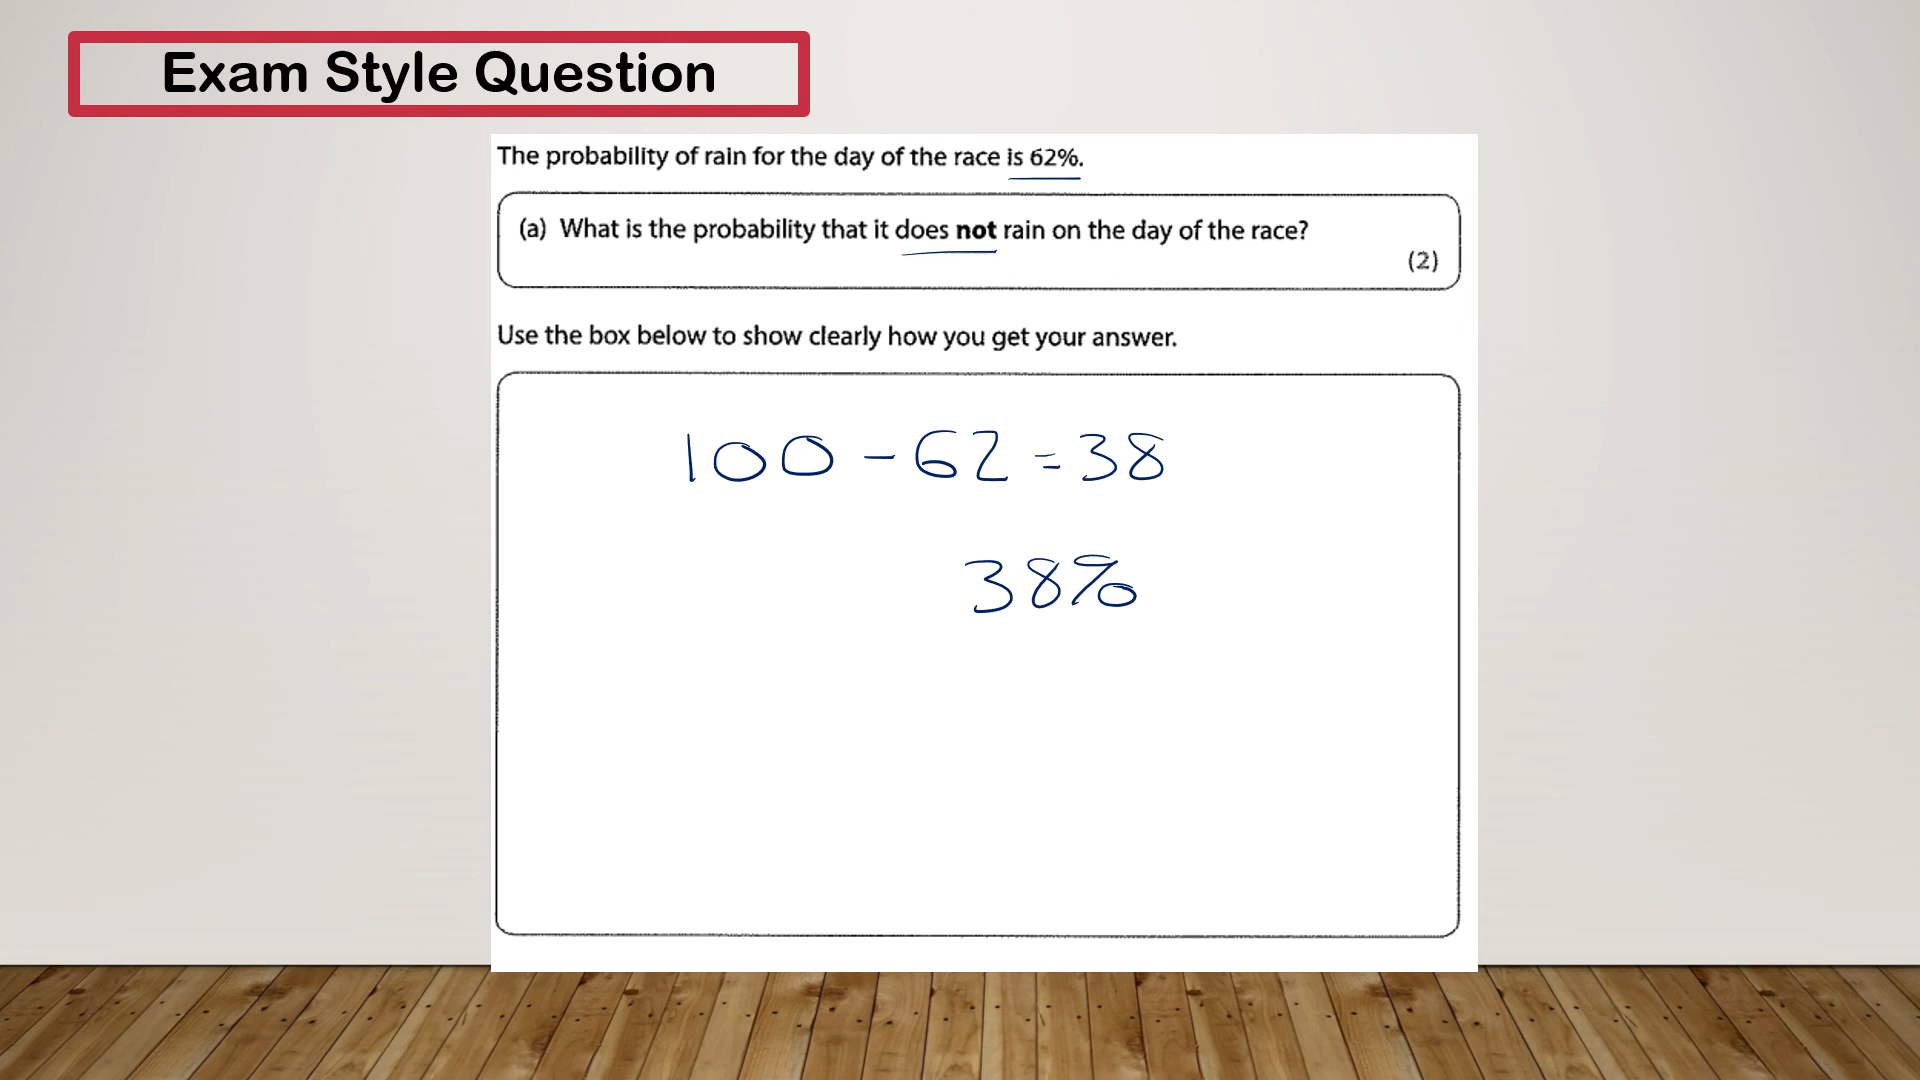 Exam Style Question
The probability of rain for the day of the race is 62%.
(a) What is the probability that it does not rain on the day of the race?
(2)
Use the box below to show clearly how you get your answer.
100 - 62 = 38
38%